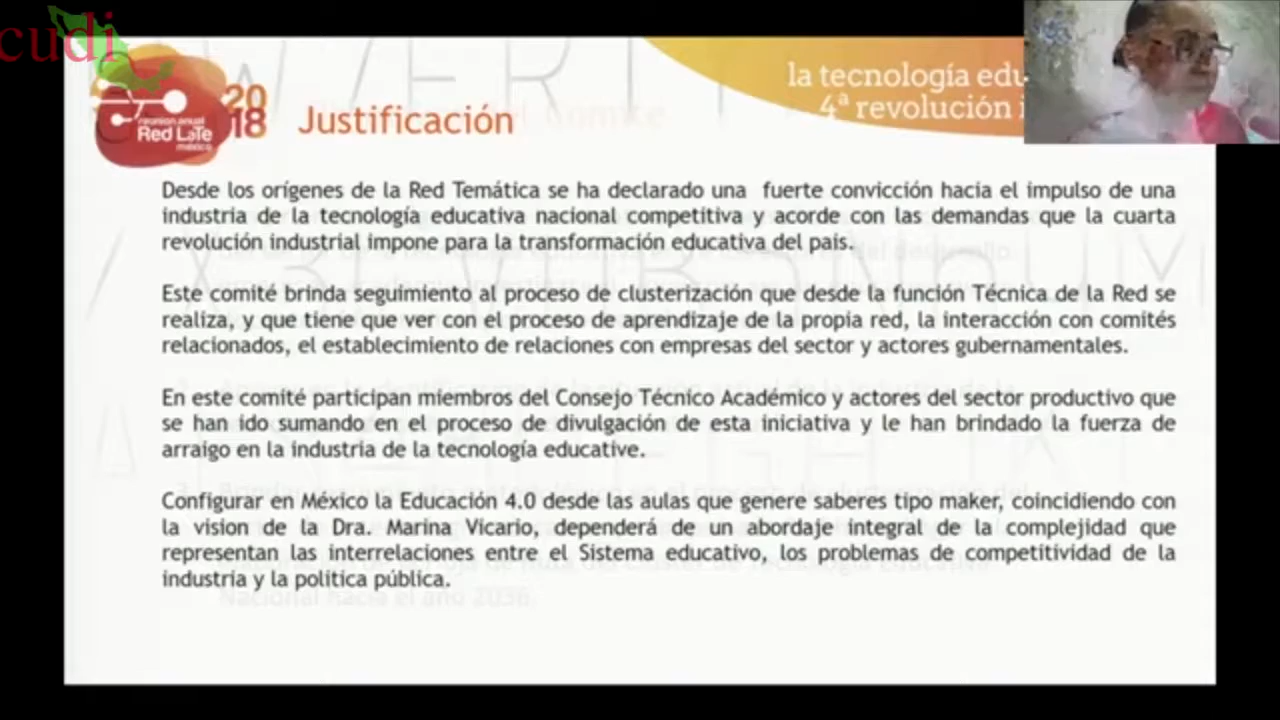 cudi
2018
reunion anual
Red LaTe
méxico
Justificación
la tecnología
4ª revolución
Desde los orígenes de la Red Temática se ha declarado una fuerte convicción hacia el impulso de una
industria de la tecnología educativa nacional competitiva y acorde con las demandas que la cuarta
revolución industrial impone para la transformación educativa del país.
Este comité brinda seguimiento al proceso de clusterización que desde la función Técnica de la Red se
realiza, y que tiene que ver con el proceso de aprendizaje de la propia red, la interacción con comités
relacionados, el establecimiento de relaciones con empresas del sector y actores gubernamentales.
En este comité participan miembros del Consejo Técnico Académico y actores del sector productivo que
se han ido sumando en el proceso de divulgación de esta iniciativa y le han brindado la fuerza de
arraigo en la industria de la tecnología educative.
Configurar en México la Educación 4.0 desde las aulas que genere saberes tipo maker, coincidiendo con
la vision de la Dra. Marina Vicario, dependerá de un abordaje integral de la complejidad que
representan las interrelaciones entre el Sistema educativo, los problemas de competitividad de la
industria y la política pública.
Nacional hacia el año 2036.